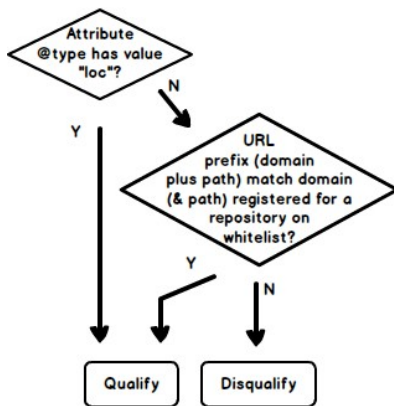 Attribute
@type has value
"loc"?
N
Y
URL
prefix (domain
plus path) match domain
(& path) registered for a
repository on
whitelist?
Y
N
Qualify
Disqualify